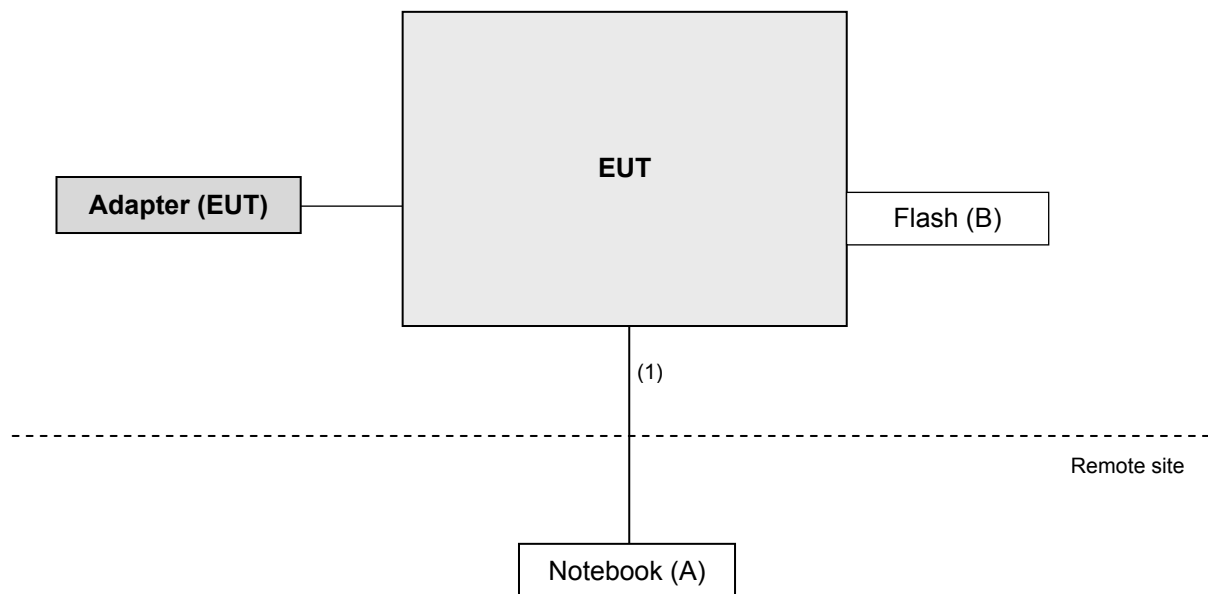 EUT
Adapter (EUT)
Flash (B)
(1)
Remote site
Notebook (A)